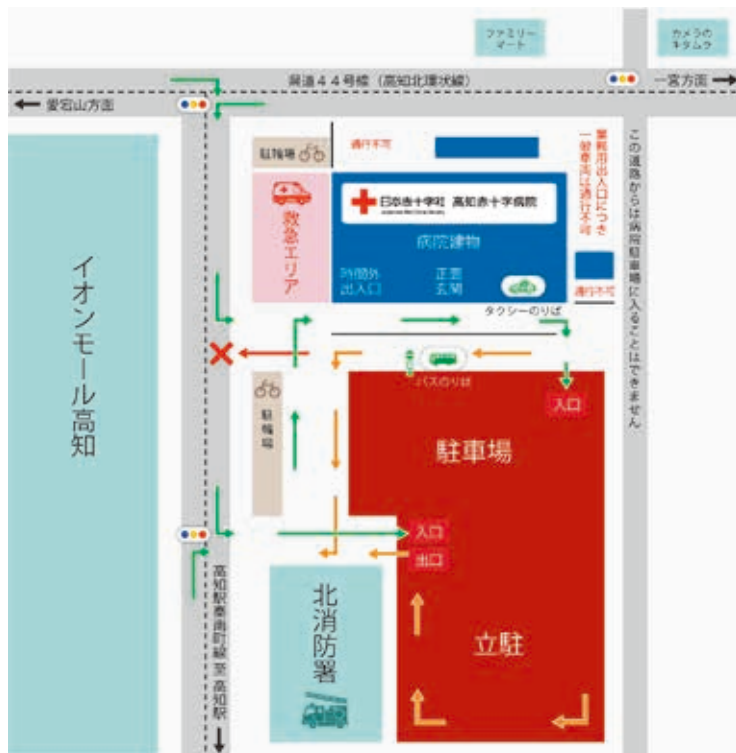 ファミリー
マート
カメラの
キタムラ
県道44号線（高知北環状線）
一宮方面
愛宕山方面
駐輪場
通行不可
業務用出入口につき
一般車両は通行不可
この道路からは病院駐車場に入ることはできません
日本赤十字社 高知赤十字病院
救急エリア
病院建物
時間外
出入口
正面
玄関
通行不可
タクシーのりば
イオンモール高知
バスのりば
入口
駐輪場
駐車場
入口
出口
北消防署
立駐
高知駅秦南町線 至 高知駅